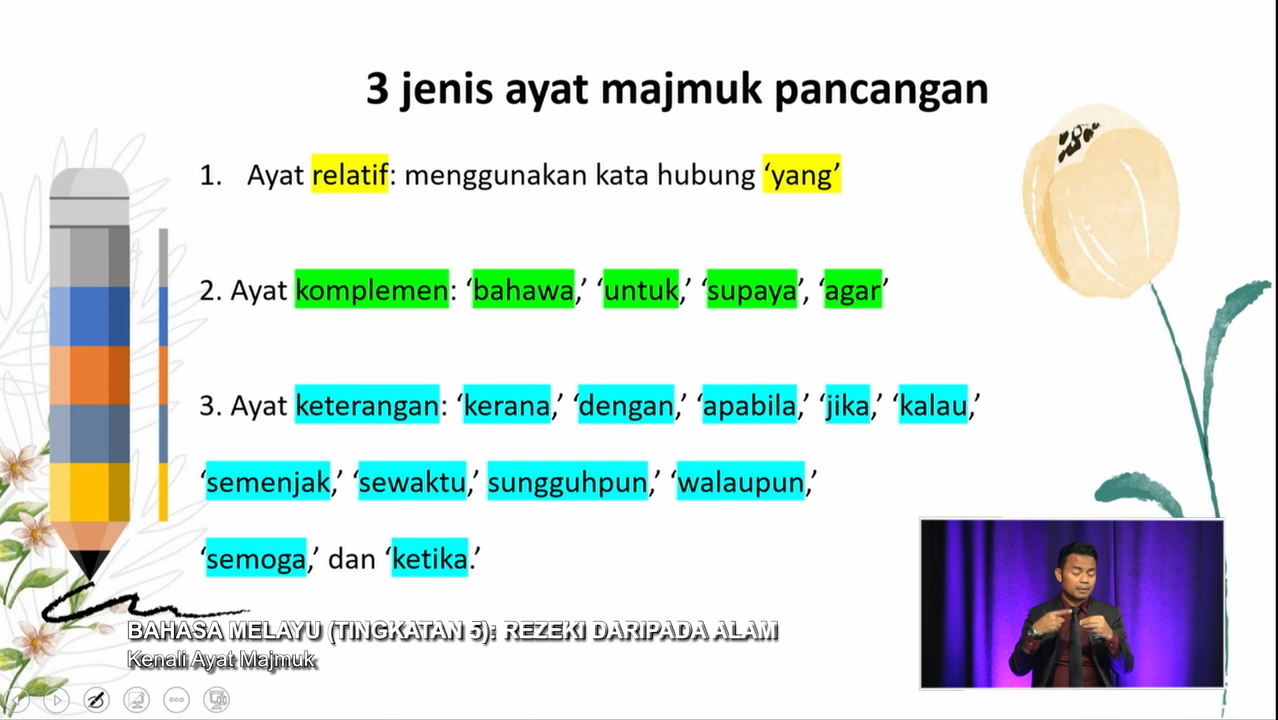 3 jenis ayat majmuk pancangan
1. Ayat relatif: menggunakan kata hubung ‘yang’
2. Ayat komplemen: ‘bahawa,’ ‘untuk,’ ‘supaya’, ‘agar’
3. Ayat keterangan: ‘kerana,’ ‘dengan,’ ‘apabila,’ ‘jika,’ ‘kalau,’
‘semenjak,’ ‘sewaktu,’ sungguhpun,’ ‘walaupun,’
‘semoga,’ dan ‘ketika.’
BAHASA MELAYU (TINGKATAN 5): REZEKI DARIPADA ALAM
Kenali Ayat Majmuk